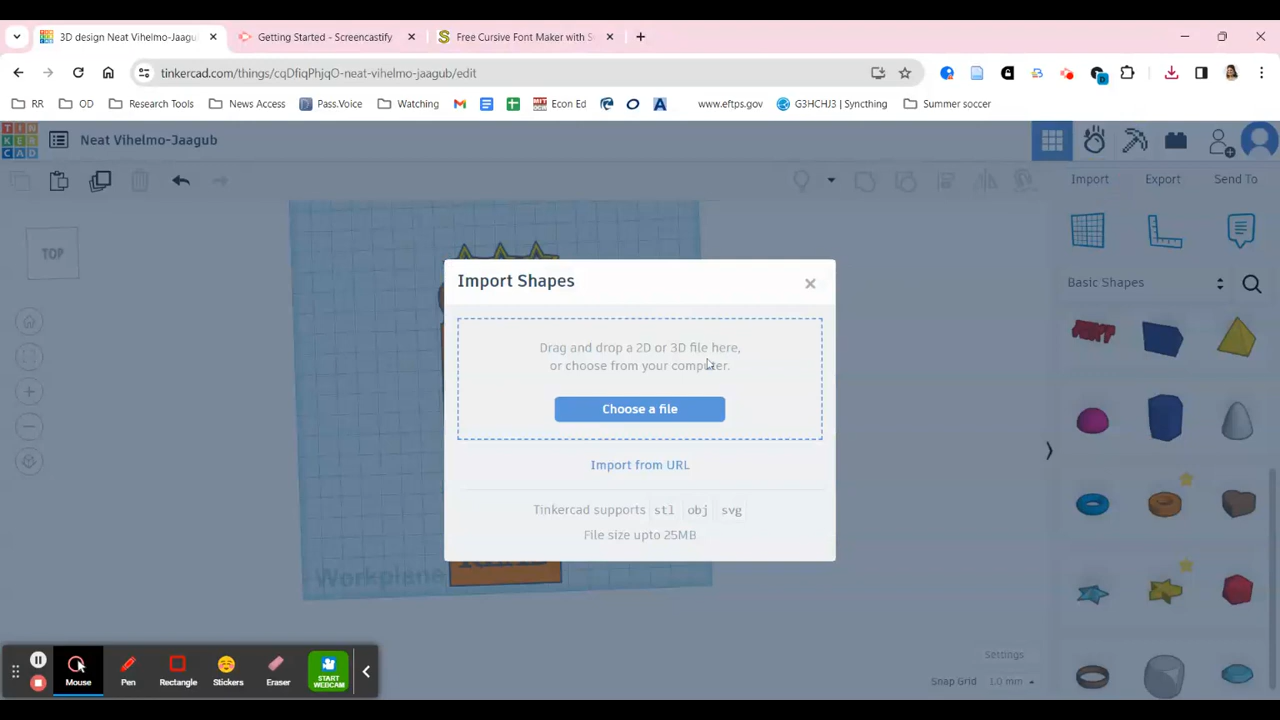 3D design Neat Vihelmo-Jaagub
Getting Started - Screencastify
Free Cursive Font Maker with S
tinkercad.com/things/cqDfiqPhjqO-neat-vihelmo-jaagub/edit
RR
OD
Research Tools
News Access
Pass.Voice
Watching
Econ Ed
www.eftps.gov
G3HCHJ3 | Syncthing
Summer soccer
TIN
KER
CAD
Neat Vihelmo-Jaagub
Import
Export
Send To
TOP
Basic Shapes
Import Shapes
Drag and drop a 2D or 3D file here,
or choose from your computer.
Choose a file
Import from URL
Tinkercad supports stl obj svg
File size upto 25MB
Workplane
Settings
Snap Grid 1.0 mm
Mouse
Pen
Rectangle
Stickers
Eraser
START
WEBCAM